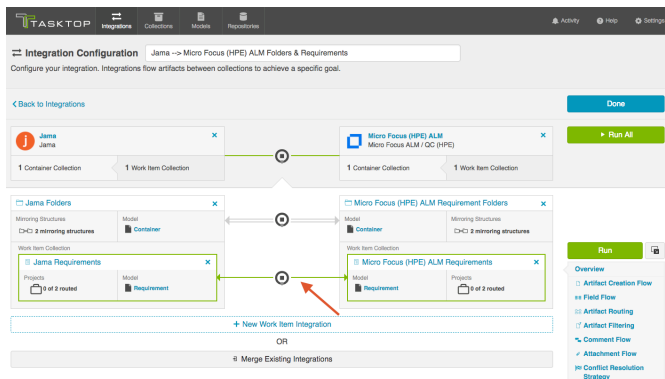 TASKTOP
Integrations
Collections
Models
Repositories
Activity
Help
Settings
Integration Configuration
Jama --> Micro Focus (HPE) ALM Folders & Requirements
Configure your integration. Integrations flow artifacts between collections to achieve a specific goal.
Back to Integrations
Done
Jama
Jama
1 Container Collection
1 Work Item Collection
Micro Focus (HPE) ALM
Micro Focus ALM / QC (HPE)
1 Container Collection
1 Work Item Collection
Run All
Jama Folders
Mirroring Structures
2 mirroring structures
Model
Container
Work Item Collection
Jama Requirements
Projects
0 of 2 routed
Model
Requirement
Micro Focus (HPE) ALM Requirement Folders
Model
Container
Mirroring Structures
2 mirroring structures
Work Item Collection
Micro Focus (HPE) ALM Requirements
Model
Requirement
Projects
0 of 2 routed
+ New Work Item Integration
OR
Merge Existing Integrations
Run
Overview
Artifact Creation Flow
Field Flow
Artifact Routing
Artifact Filtering
Comment Flow
Attachment Flow
Conflict Resolution
Strategy